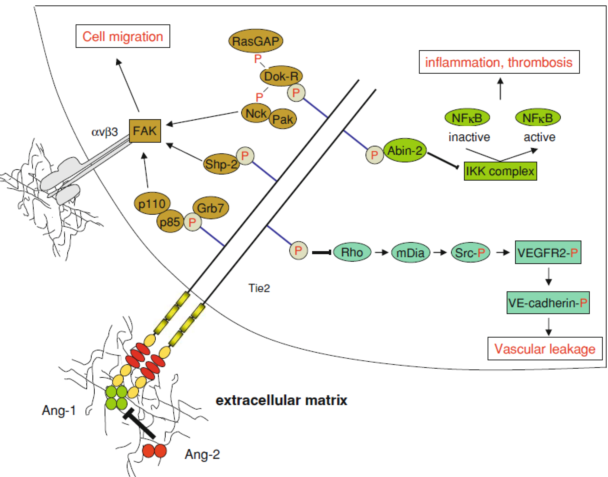 Cell migration
RasGAP
P
Dok-R
P
P
Nck
Pak
inflammation, thrombosis
NFκB
inactive
NFκB
active
αvβ3
FAK
Shp-2
P
P
Abin-2
IKK complex
p110
p85
P
Grb7
P
Rho
mDia
Src-P
VEGFR2-P
Tie2
VE-cadherin-P
Vascular leakage
extracellular matrix
Ang-1
Ang-2